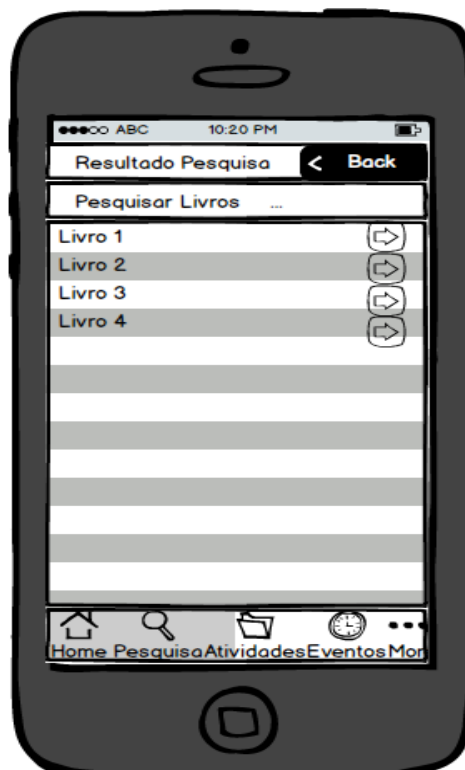 ABC 10:20 PM
Resultado Pesquisa < Back
Pesquisar Livros ...
Livro 1
Livro 2
Livro 3
Livro 4
Home Pesquisa Atividades Eventos Mor